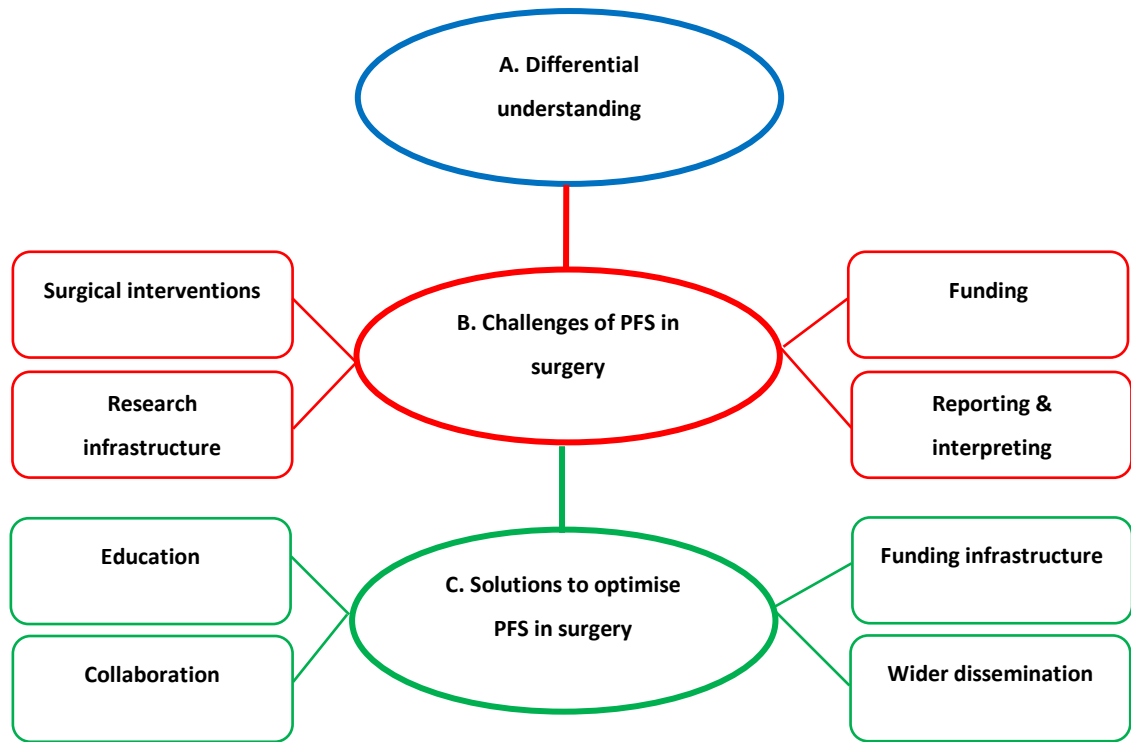 A. Differential
understanding
Surgical interventions
Research
infrastructure
B. Challenges of PFS in
surgery
Funding
Reporting &
interpreting
Education
Collaboration
C. Solutions to optimise
PFS in surgery
Funding infrastructure
Wider dissemination